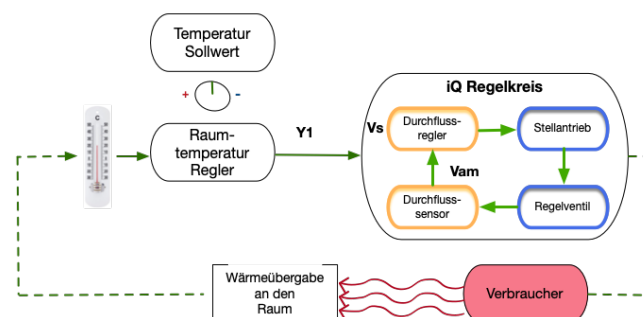 Temperatur
Sollwert
+ -
C
Raum-
temperatur
Regler
Y1
iQ Regelkreis
Vs
Durchfluss-
regler
Stellantrieb
Vam
Durchfluss-
sensor
Regelventil
Wärmeübergabe
an den
Raum
Verbraucher